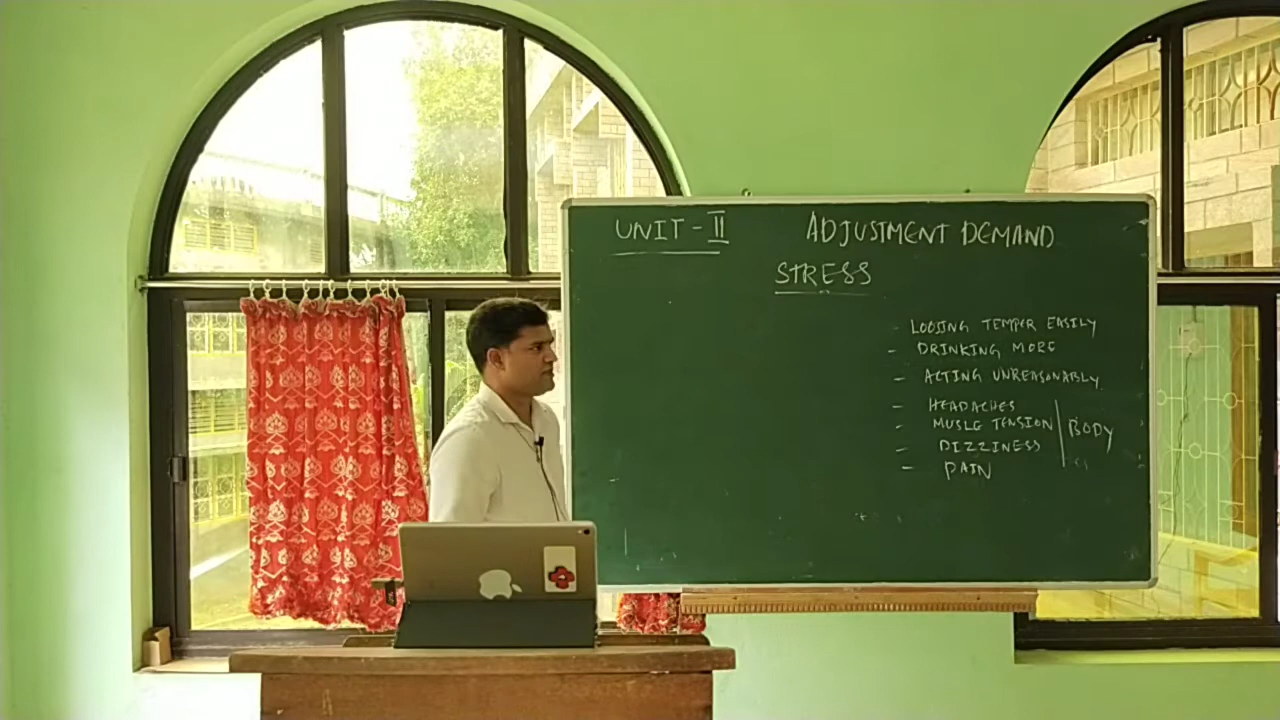 UNIT - II ADJUSTMENT DEMAND
STRESS
- LOOSING TEMPER EASILY
- DRINKING MORE
- ACTING UNREASONABLY
- HEADACHES
- MUSLE TENSION
BODY
- DIZZINESS
- PAIN